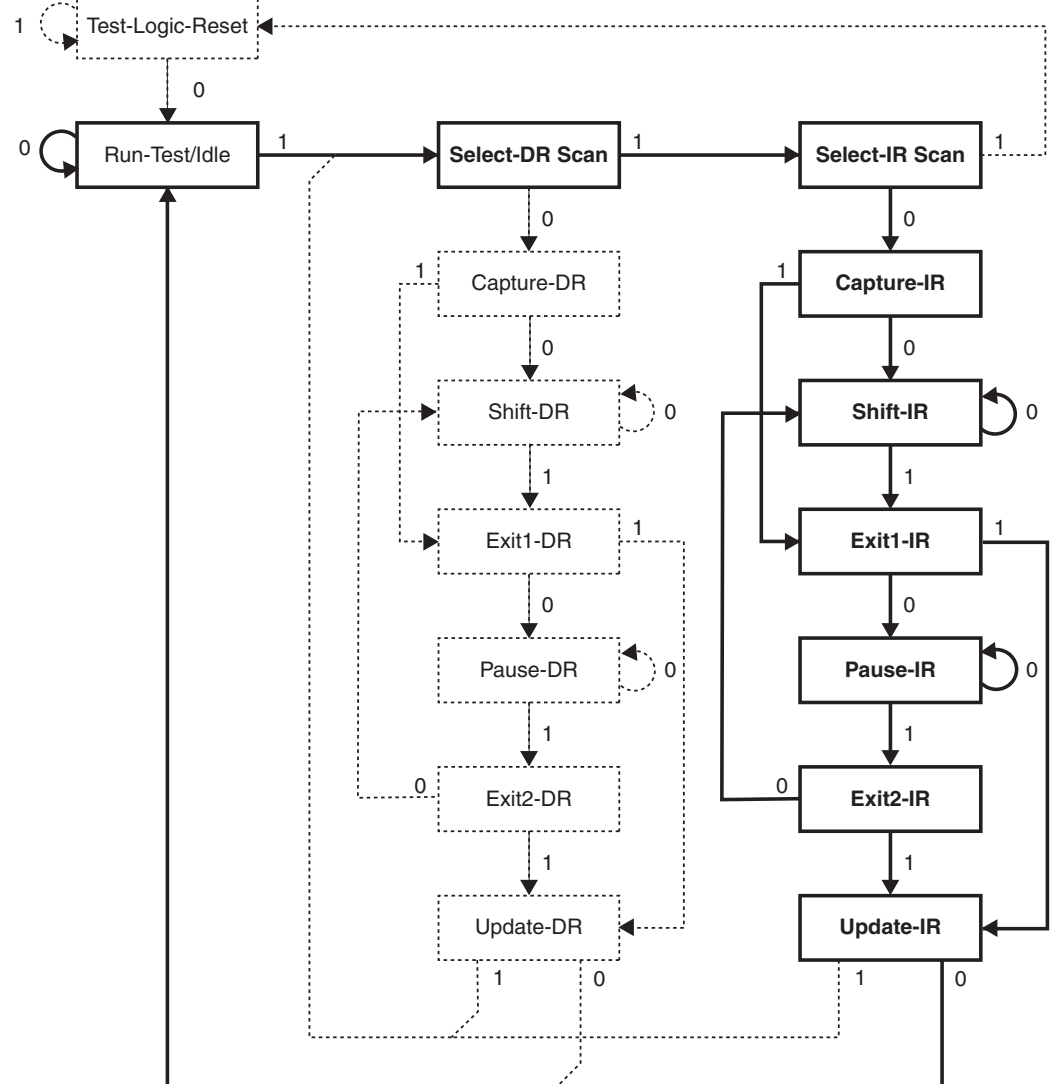 1 Test-Logic-Reset
0
0 Run-Test/Idle 1 Select-DR Scan 1 Select-IR Scan 1
0 0
1 Capture-DR 1 Capture-IR
0 0
Shift-DR 0 Shift-IR 0
1 1
Exit1-DR 1 Exit1-IR 1
0 0
Pause-DR 0 Pause-IR 0
1 1
0 Exit2-DR 0 Exit2-IR
1 1
Update-DR Update-IR
1 0 1 0